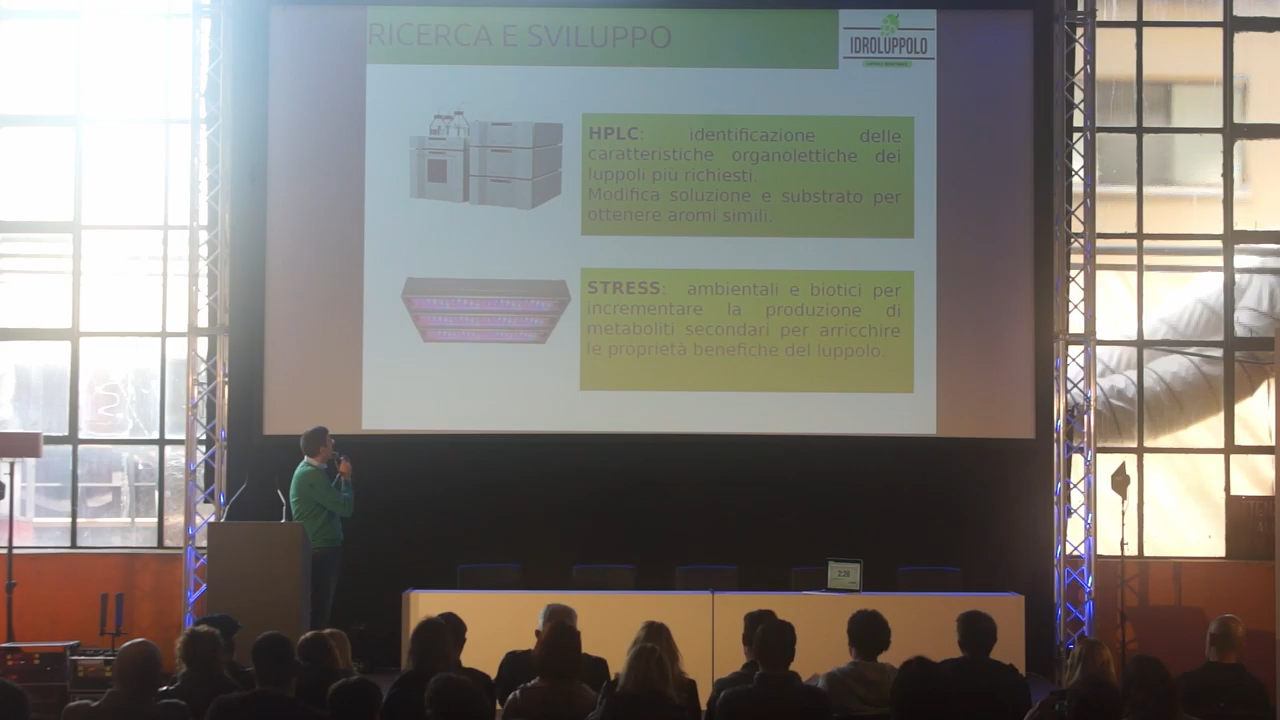 RICERCA E SVILUPPO
IDROLUPPOLO
HPLC: identificazione delle
caratteristiche organolettiche dei
luppoli più richiesti.
Modifica soluzione e substrato per
ottenere aromi simili.
STRESS: ambientali e biotici per
incrementare la produzione di
metaboliti secondari per arricchire
le proprietà benefiche del luppolo.
2:28